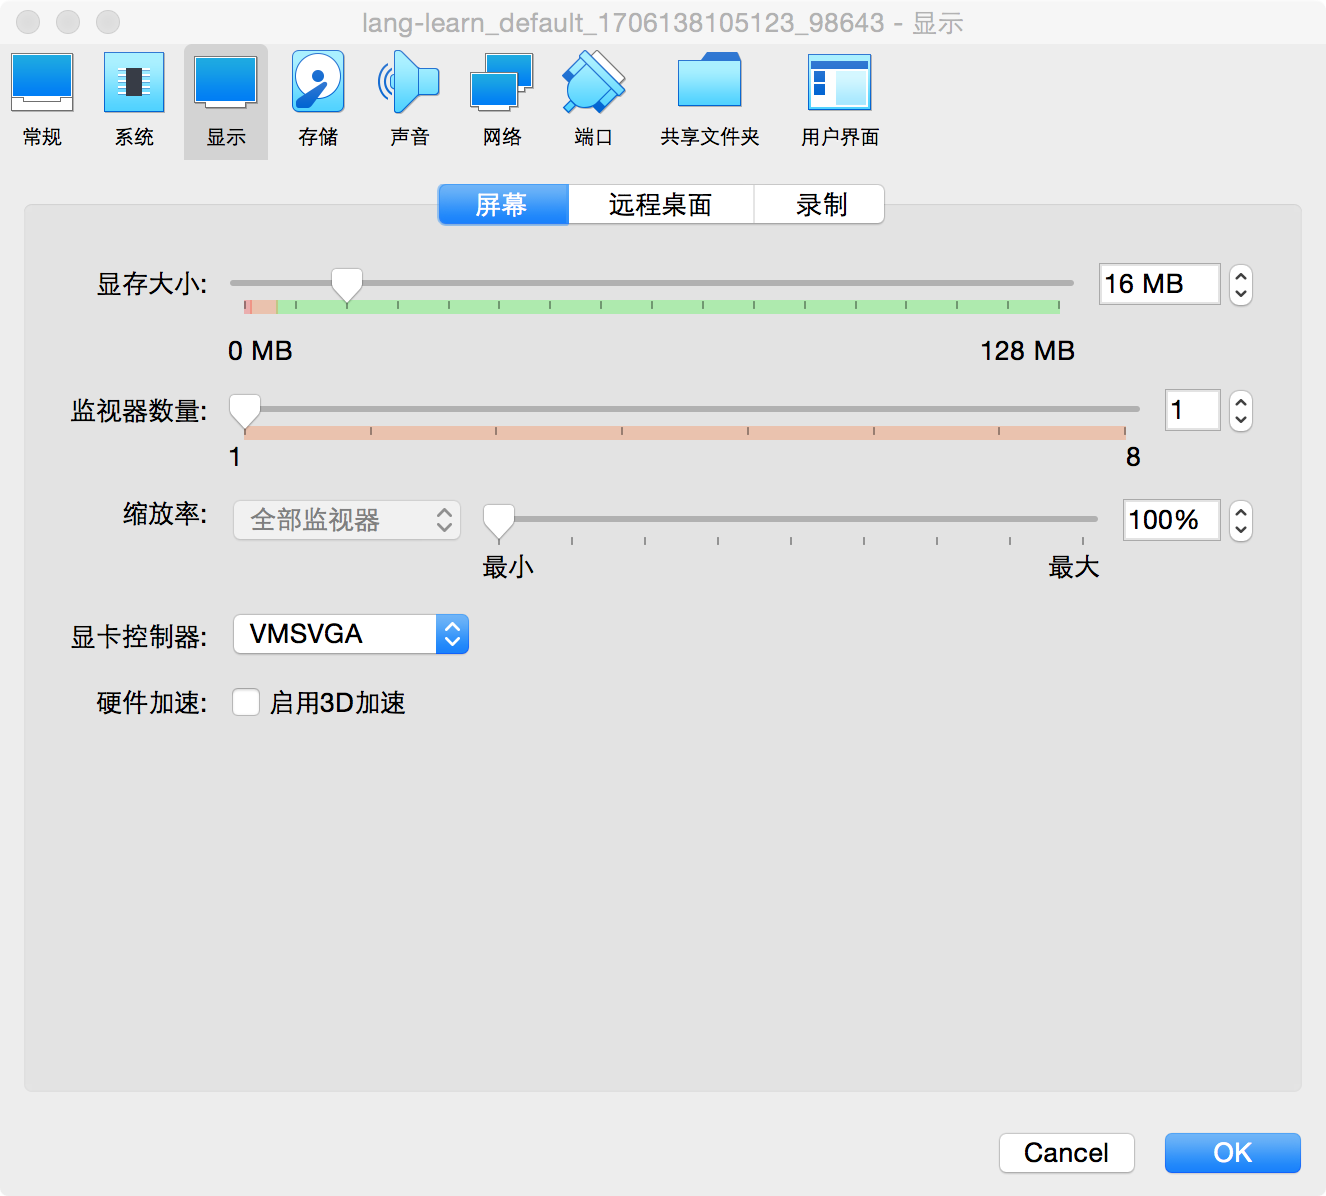 lang-learn_default_1706138105123_98643 - 显示
常规 系统 显示 存储 声音 网络 端口 共享文件夹 用户界面
屏幕 远程桌面 录制
显存大小: 16 MB
0 MB 128 MB
监视器数量: 1
1 8
缩放率: 全部监视器 100%
最小 最大
显卡控制器: VMSVGA
硬件加速: 启用3D加速
Cancel OK